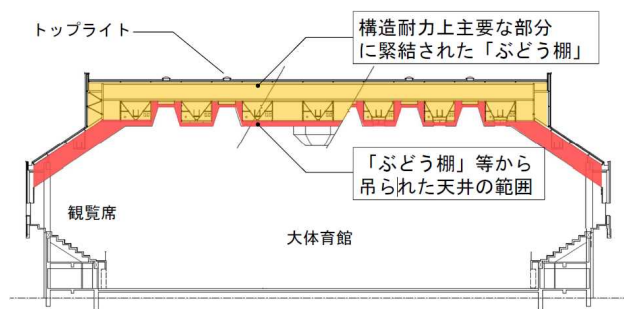 トップライト
構造耐力上主要な部分
に緊結された「ぶどう棚」
「ぶどう棚」等から
吊られた天井の範囲
観覧席
大体育館